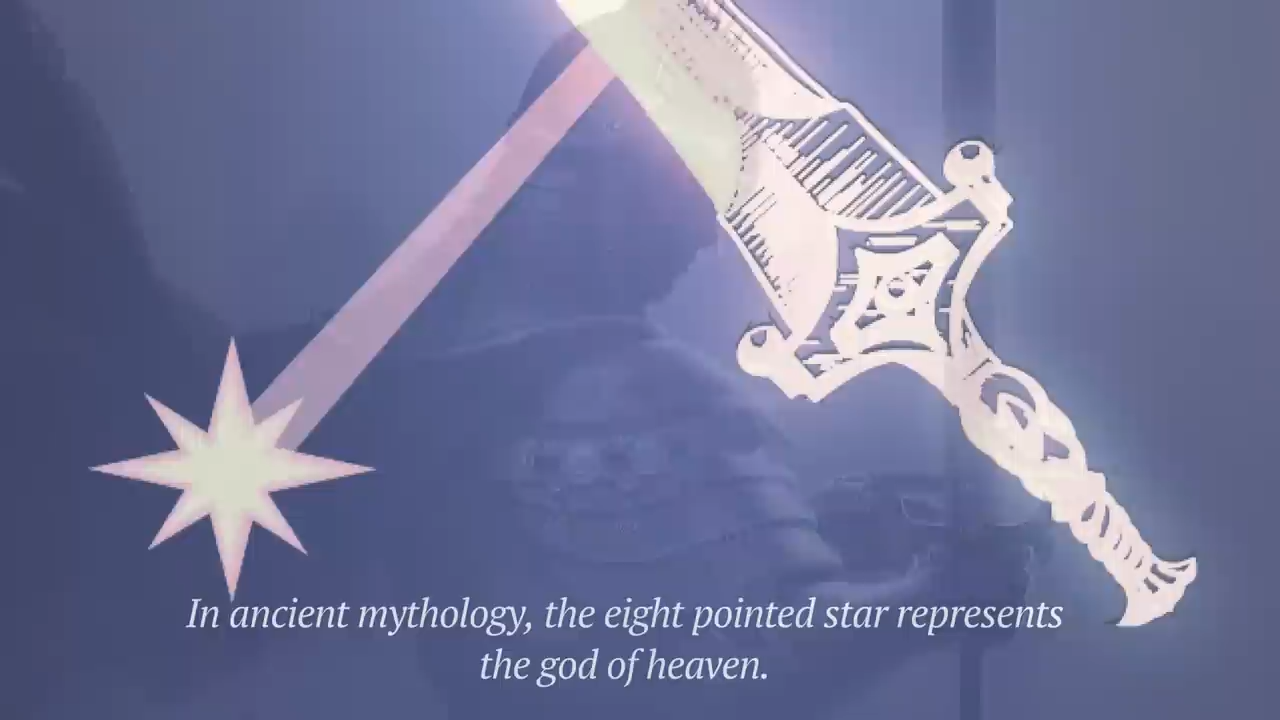 In ancient mythology, the eight pointed star represents
the god of heaven.